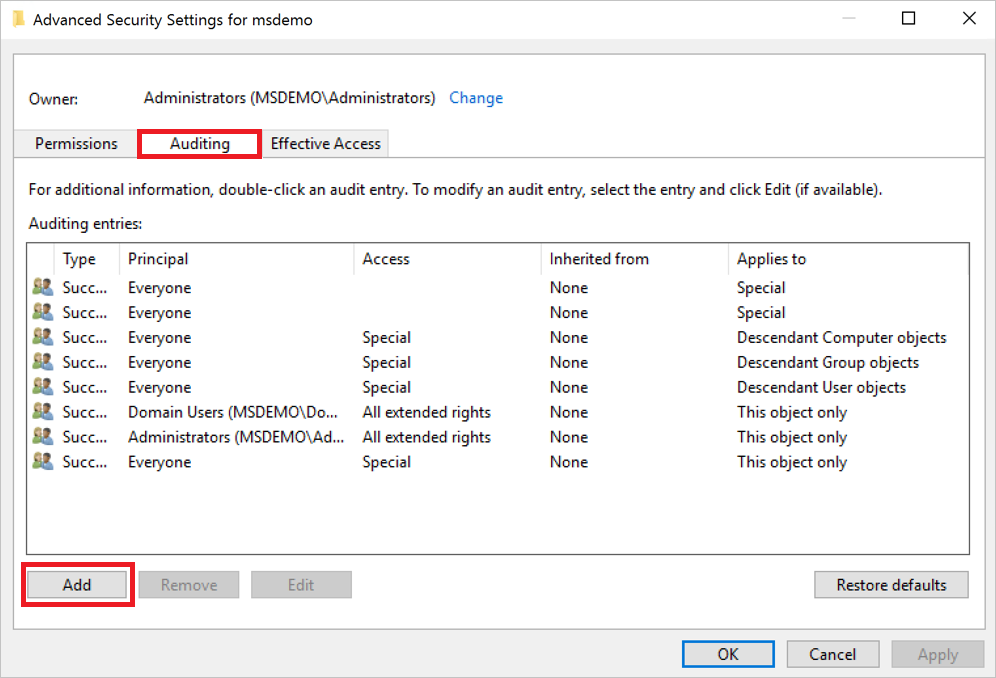 Advanced Security Settings for msdemo
Owner: Administrators (MSDEMO\Administrators) Change
Permissions Auditing Effective Access
For additional information, double-click an audit entry. To modify an audit entry, select the entry and click Edit (if available).
Auditing entries:
Type Principal Access Inherited from Applies to
Succ... Everyone None Special
Succ... Everyone None Special
Succ... Everyone Special None Descendant Computer objects
Succ... Everyone Special None Descendant Group objects
Succ... Everyone Special None Descendant User objects
Succ... Domain Users (MSDEMO\Do... All extended rights None This object only
Succ... Administrators (MSDEMO\Ad... All extended rights None This object only
Succ... Everyone Special None This object only
Add Remove Edit Restore defaults
OK Cancel Apply